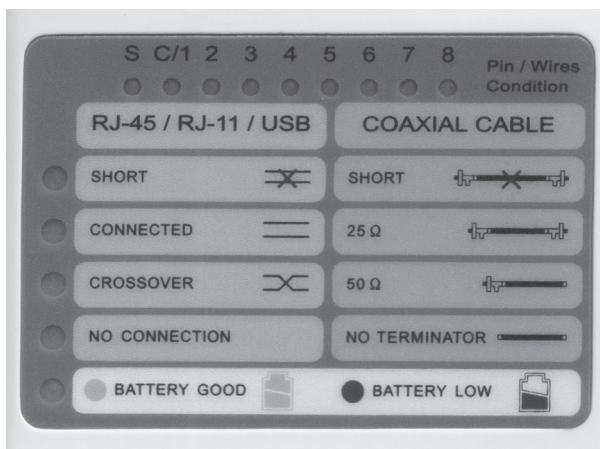 S C/1 2 3 4 5 6 7 8 Pin / Wires
Condition
RJ-45 / RJ-11 / USB COAXIAL CABLE
SHORT SHORT
CONNECTED 25 Ω
CROSSOVER 50 Ω
NO CONNECTION NO TERMINATOR
BATTERY GOOD BATTERY LOW